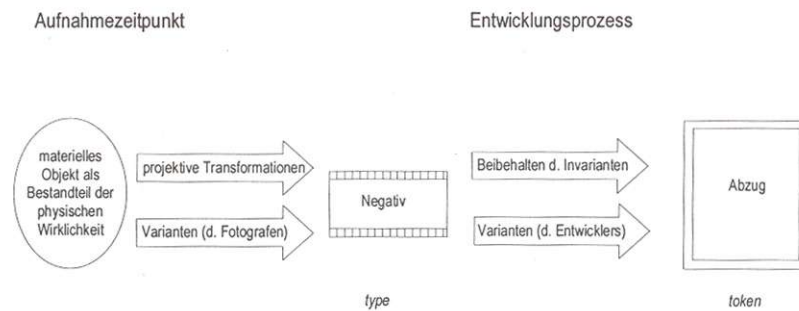 Aufnahmezeitpunkt
Entwicklungsprozess
materielles
Objekt als
Bestandteil der
physischen
Wirklichkeit
projektive Transformationen
Varianten (d. Fotografen)
Negativ
Beibehalten d. Invarianten
Varianten (d. Entwicklers)
Abzug
type
token